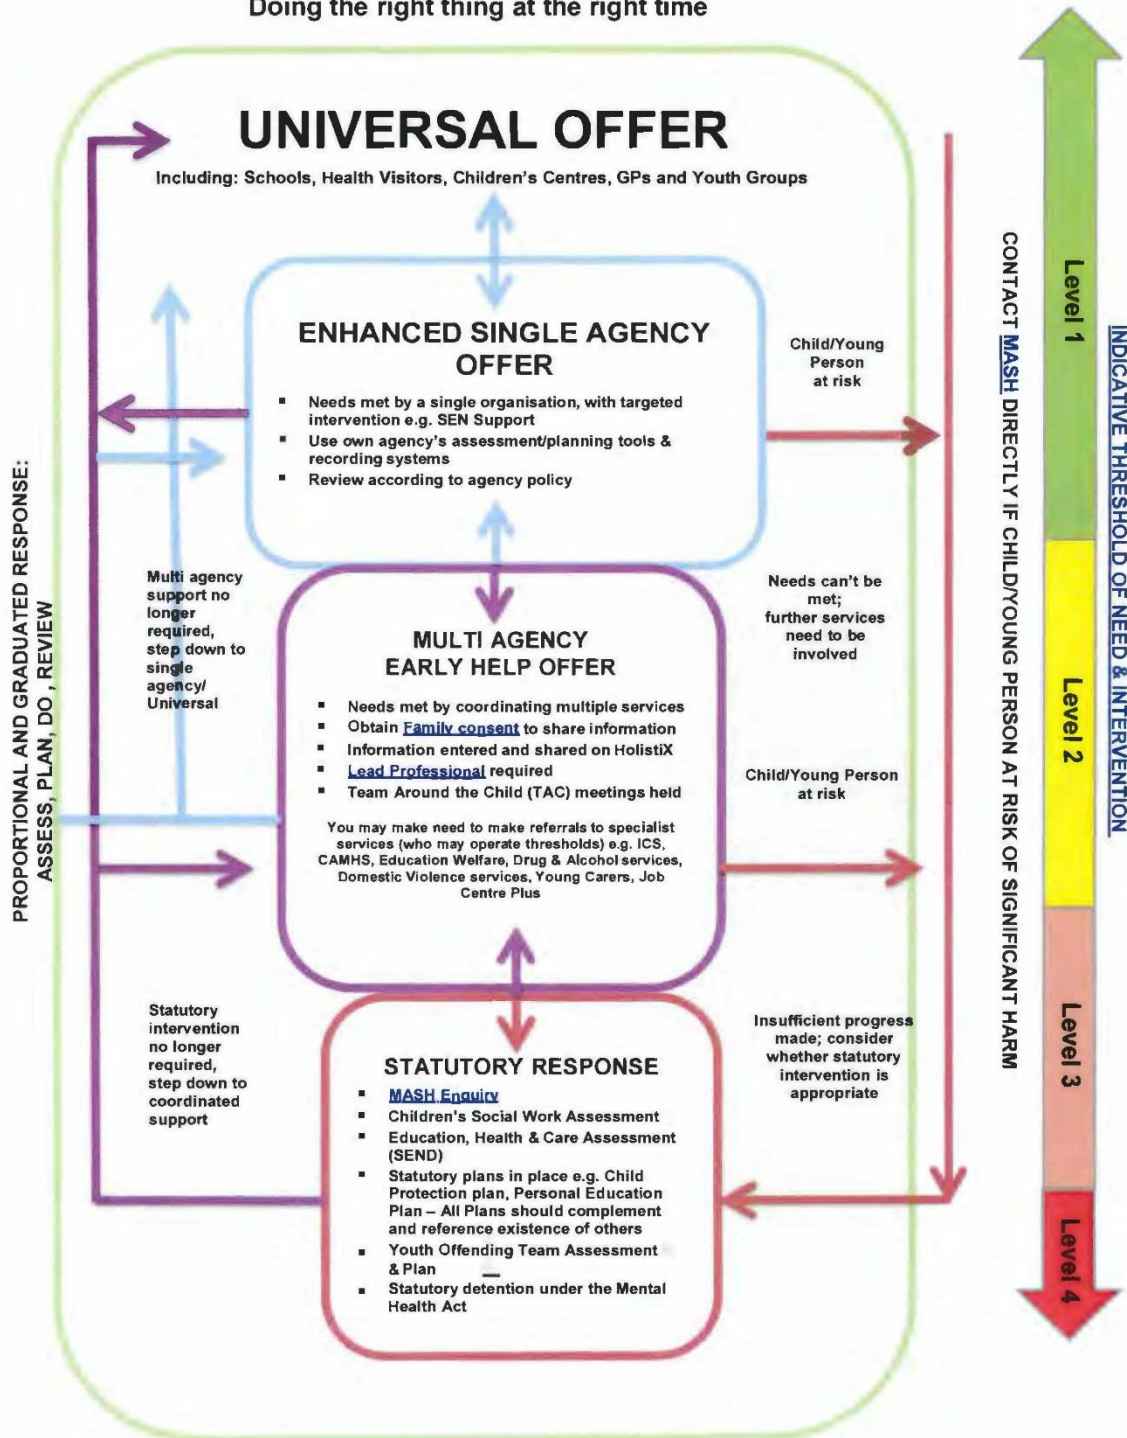 Doing the right thing at the right time
UNIVERSAL OFFER
Including: Schools, Health Visitors, Children's Centres, GPs and Youth Groups
ENHANCED SINGLE AGENCY
OFFER
▪ Needs met by a single organisation, with targeted
intervention e.g. SEN Support
▪ Use own agency's assessment/planning tools &
recording systems
▪ Review according to agency policy
Child/Young
Person
at risk
Multi agency
support no
longer
required,
step down to
single
agency/
Universal
MULTI AGENCY
EARLY HELP OFFER
▪ Needs met by coordinating multiple services
▪ Obtain Family consent to share information
▪ Information entered and shared on HolistiX
▪ Lead Professional required
▪ Team Around the Child (TAC) meetings held
You may make need to make referrals to specialist
services (who may operate thresholds) e.g. ICS,
CAMHS, Education Welfare, Drug & Alcohol services,
Domestic Violence services, Young Carers, Job
Centre Plus
Needs can't be
met;
further services
need to be
involved
Child/Young Person
at risk
Statutory
intervention
no longer
required,
step down to
coordinated
support
STATUTORY RESPONSE
▪ MASH Enquiry
▪ Children's Social Work Assessment
▪ Education, Health & Care Assessment
(SEND)
▪ Statutory plans in place e.g. Child
Protection plan, Personal Education
Plan – All Plans should complement
and reference existence of others
▪ Youth Offending Team Assessment
& Plan
▪ Statutory detention under the Mental
Health Act
Insufficient progress
made; consider
whether statutory
intervention is
appropriate
PROPORTIONAL AND GRADUATED RESPONSE:
ASSESS, PLAN, DO , REVIEW
CONTACT MASH DIRECTLY IF CHILD/YOUNG PERSON AT RISK OF SIGNIFICANT HARM
Level 1
Level 2
Level 3
Level 4
INDICATIVE THRESHOLD OF NEED & INTERVENTION